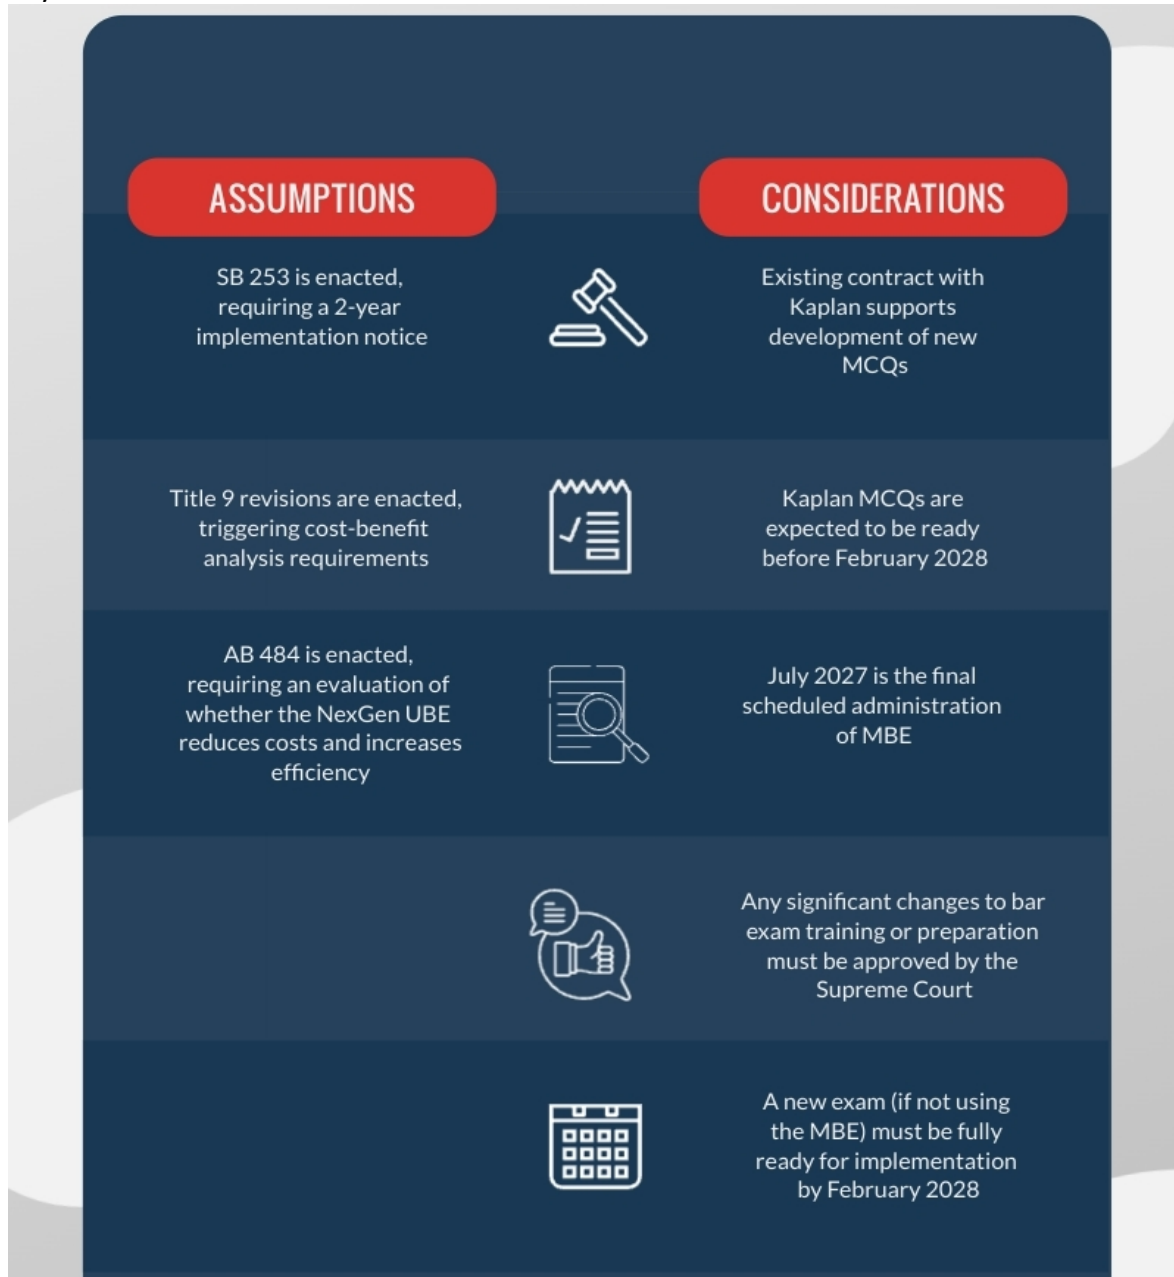 ASSUMPTIONS
CONSIDERATIONS
SB 253 is enacted,
requiring a 2-year
implementation notice
Existing contract with
Kaplan supports
development of new
MCQs
Title 9 revisions are enacted,
triggering cost-benefit
analysis requirements
Kaplan MCQs are
expected to be ready
before February 2028
AB 484 is enacted,
requiring an evaluation of
whether the NexGen UBE
reduces costs and increases
efficiency
July 2027 is the final
scheduled administration
of MBE
Any significant changes to bar
exam training or preparation
must be approved by the
Supreme Court
A new exam (if not using
the MBE) must be fully
ready for implementation
by February 2028